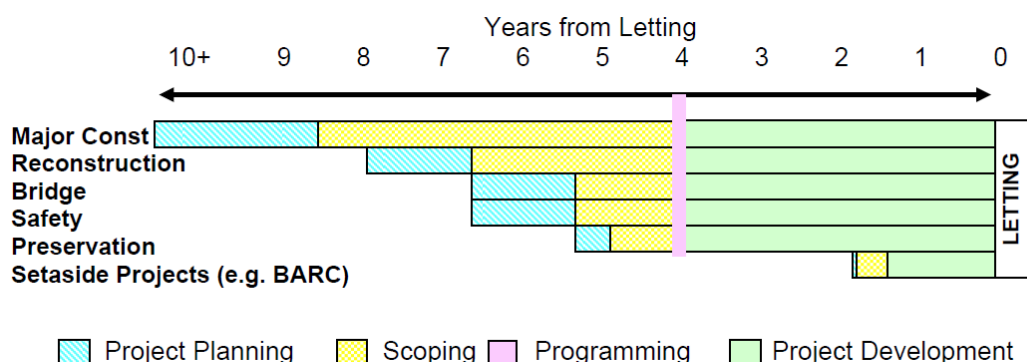 Years from Letting
10+ 9 8 7 6 5 4 3 2 1 0
Major Const
Reconstruction
Bridge
Safety
Preservation
Setaside Projects (e.g. BARC)
LETTING
Project Planning Scoping Programming Project Development